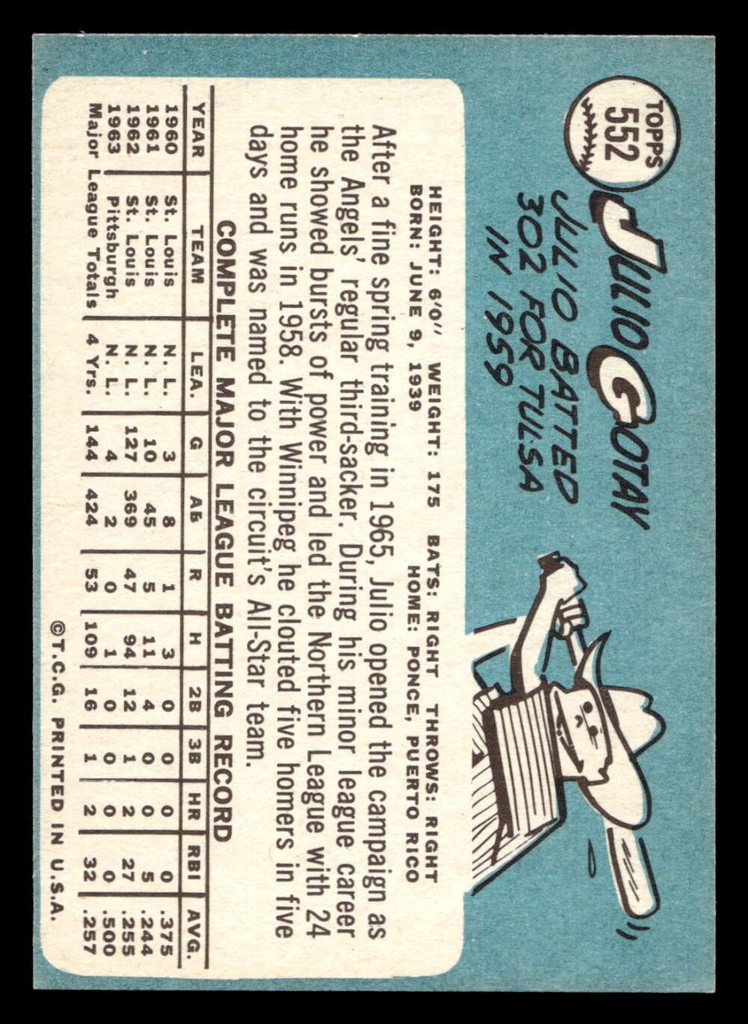 TOPPS
552
JULIO GOTAY
JULIO BATTED
302 FOR TULSA
IN 1959
HEIGHT: 6'0" WEIGHT: 175 BATS: RIGHT THROWS: RIGHT
BORN: JUNE 9, 1939 HOME: PONCE, PUERTO RICO
After a fine spring training in 1965, Julio opened the campaign as
the Angels' regular third-sacker. During his minor league career
he showed bursts of power and led the Northern League with 24
home runs in 1958. With Winnipeg he clouted five homers in five
days and was named to the circuit's All-Star team.
COMPLETE MAJOR LEAGUE BATTING RECORD
YEAR TEAM LEA. G AB R H 2B 3B HR RBI AVG.
1960 St. Louis N. L. 3 8 1 3 0 0 0 0 .375
1961 St. Louis N. L. 10 45 5 11 4 0 0 5 .244
1962 St. Louis N. L. 127 369 47 94 12 1 2 27 .255
1963 Pittsburgh N. L. 4 2 0 1 0 0 0 0 .500
Major League Totals 4 Yrs. 144 424 53 109 16 1 2 32 .257
©T.C.G. PRINTED IN U.S.A.